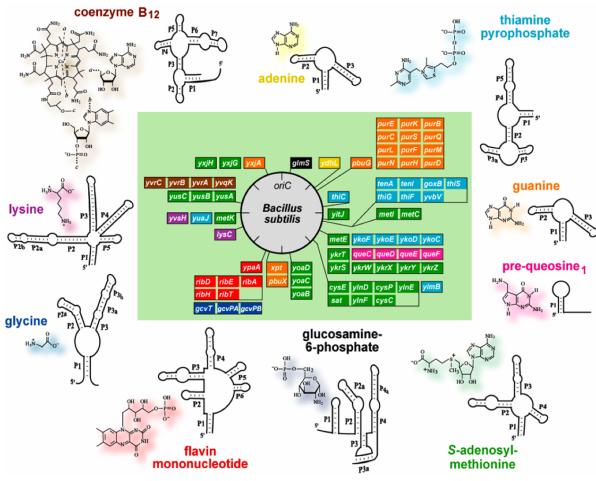 coenzyme B12
adenine
thiamine
pyrophosphate
lysine
guanine
pre-queosine1
glycine
flavin
mononucleotide
glucosamine-
6-phosphate
S-adenosyl-
methionine
oriC
Bacillus
subtilis
yxjH yxjG yxjA glmS ydhL pbuG
purE purK purB
purC purS purQ
purL purF purM
purN purH purD
yvrC yvrB yvrA yvqK
yusC yusB yusA
thiC
tenA tenI goxB thiS
thiG thiF yybV
yvsH yuaJ metK
yitJ metI metC
lysC
metE ykoF ykoE ykoD ykoC
ykrT queC queD queE queF
ykrS ykrW ykrX ykrY ykrZ
cysE ylnD cysP ylnE ylmB
sat ylnF cysC
ypaA xpt yoaD
ribD ribE ribA pbuX yoaC
ribH ribT yoaB
gcvT gcvPA gcvPB